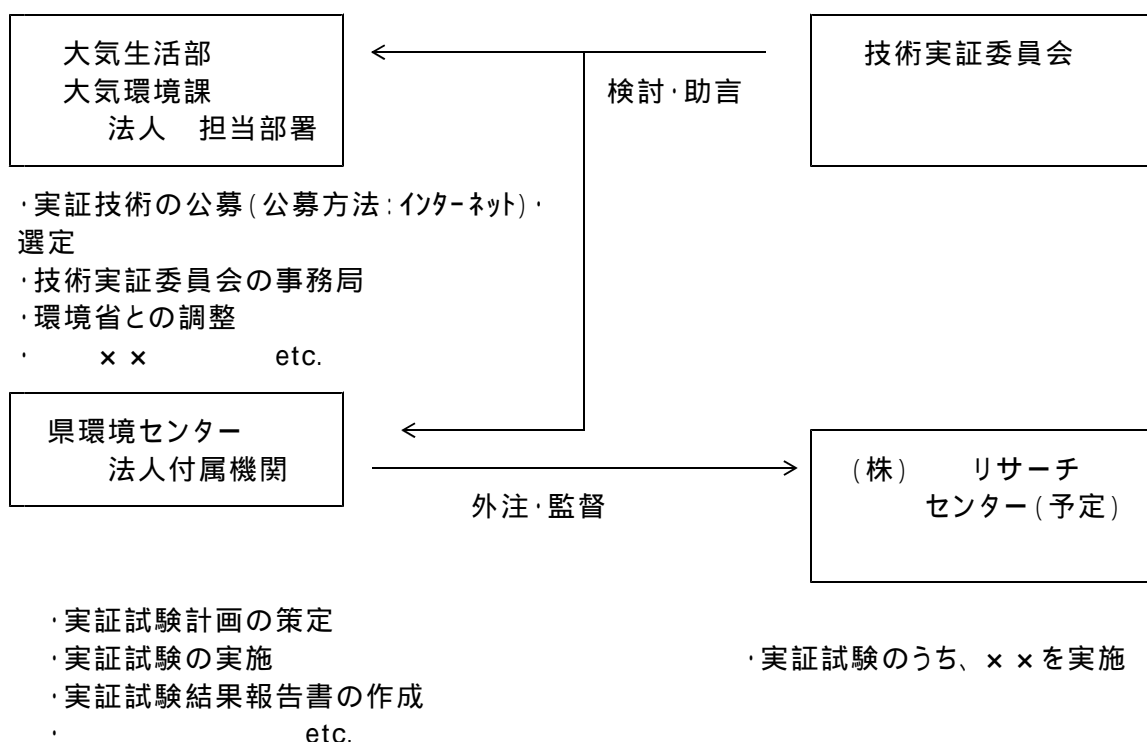 大気生活部
大気環境課
法人　担当部署
技術実証委員会
検討・助言
・実証技術の公募(公募方法:インターネット)・
選定
・技術実証委員会の事務局
・環境省との調整
・　　××　　　　　etc.
県環境センター
法人付属機関
外注・監督
(株)　　リサーチ
センター(予定)
・実証試験計画の策定
・実証試験の実施
・実証試験結果報告書の作成
・　　　　　　　　　etc.
・実証試験のうち、××を実施